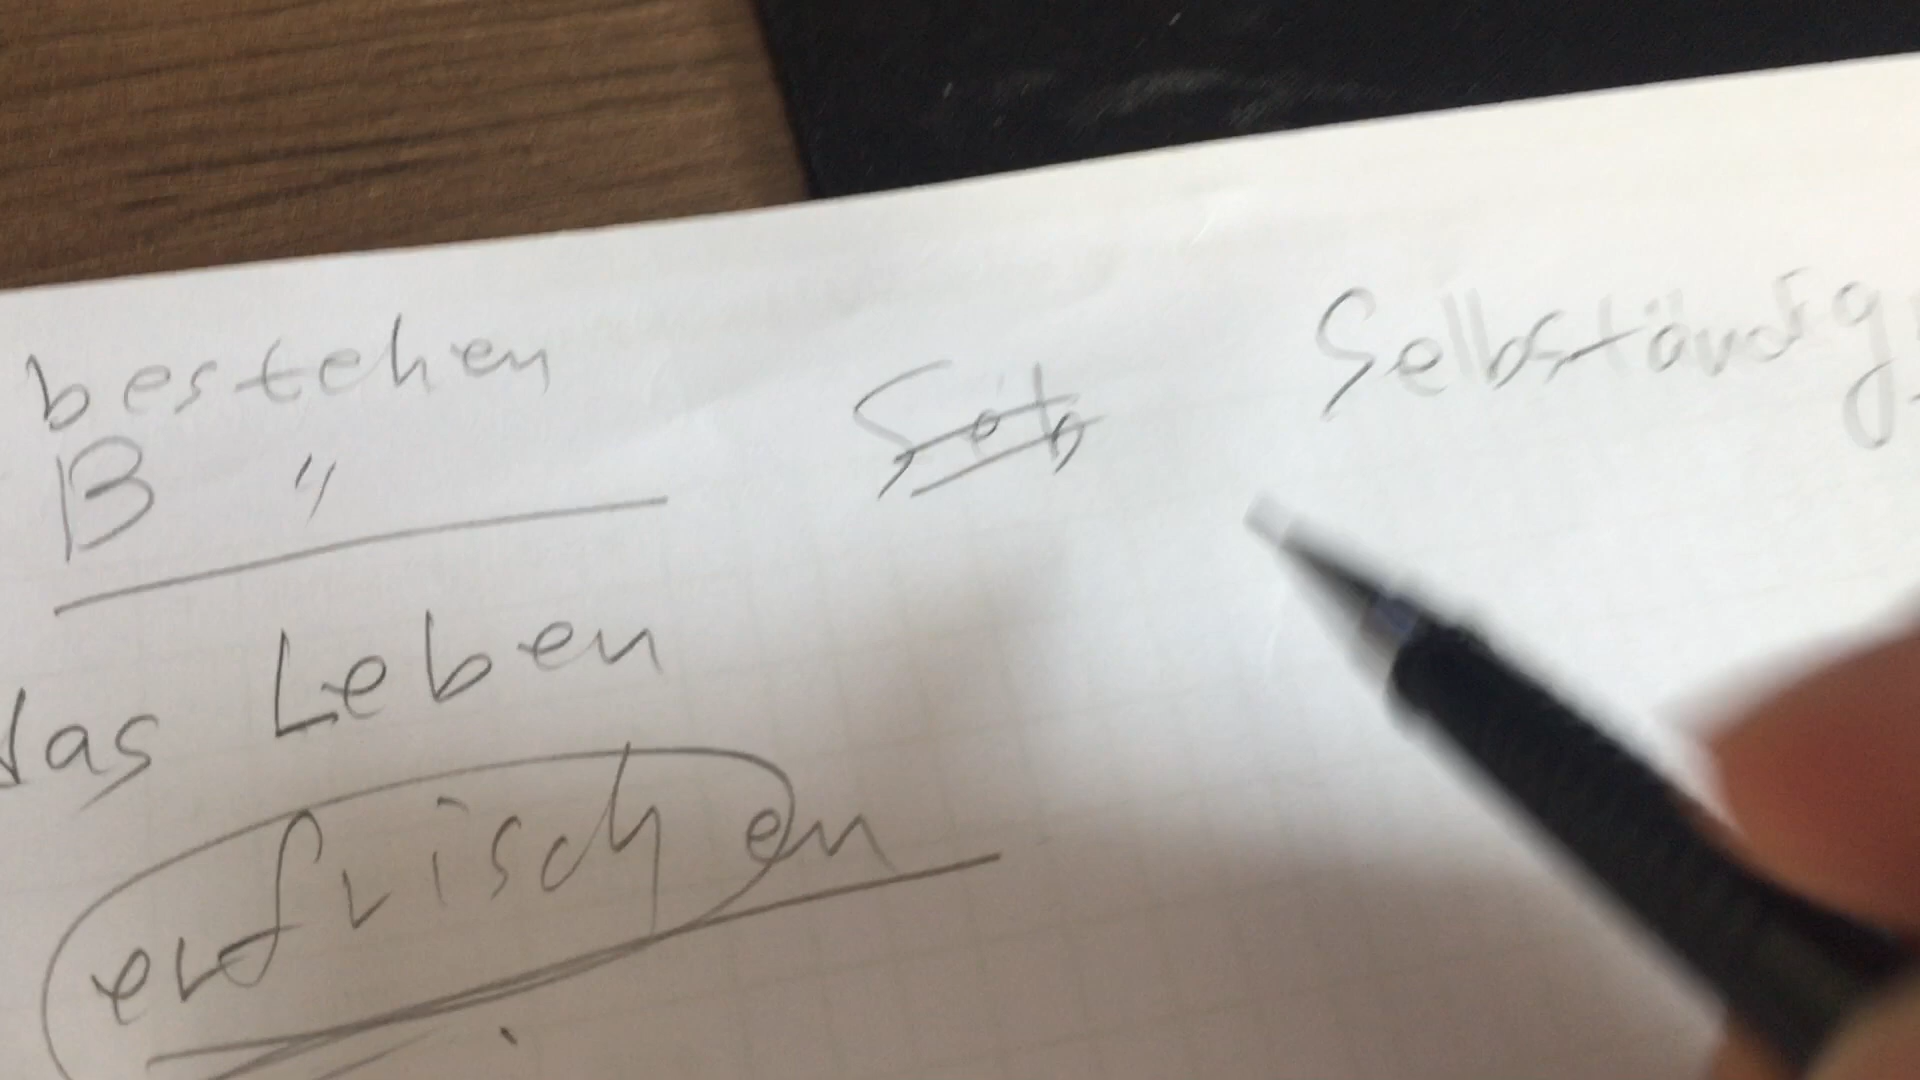 bestehen
B "
Selbständig
das Leben
erfrischen